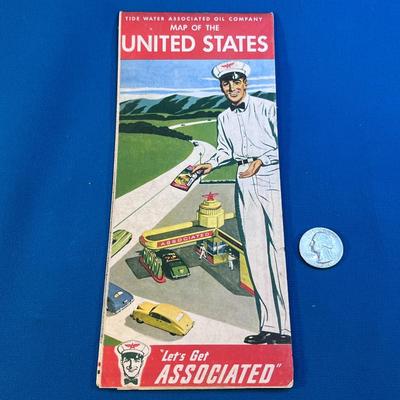 TIDE WATER ASSOCIATED OIL COMPANY
MAP OF THE
UNITED STATES
ASSOCIATED
"Let's Get
ASSOCIATED"